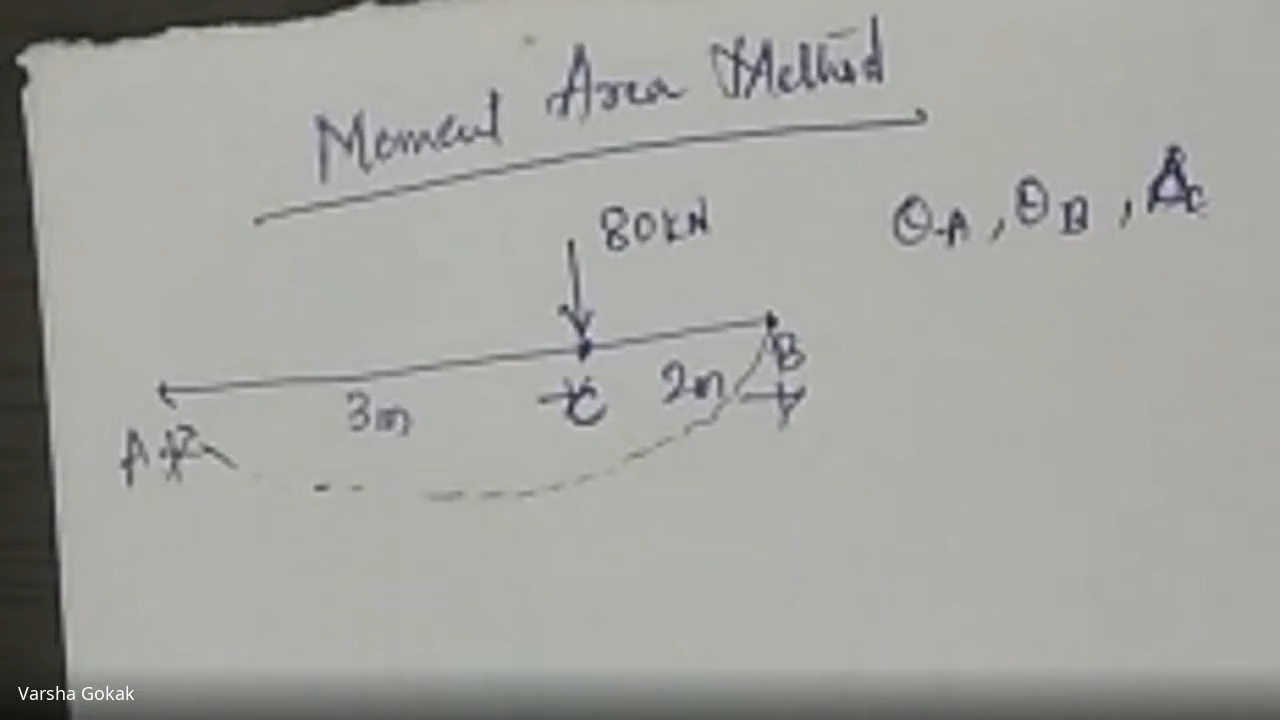 Moment Area Method
80kN
θA, θB, ΔC
3m
C
2m
B
A
Varsha Gokak